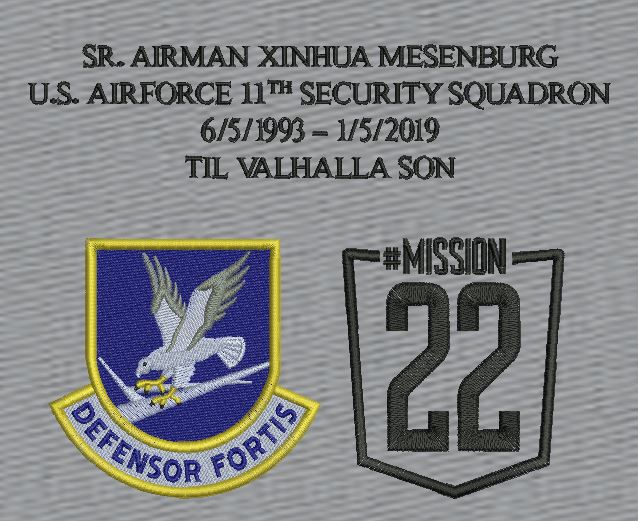 SR. AIRMAN XINHUA MESENBURG
U.S. AIRFORCE 11TH SECURITY SQUADRON
6/5/1993 – 1/5/2019
TIL VALHALLA SON
#MISSION
22
DEFENSOR FORTIS